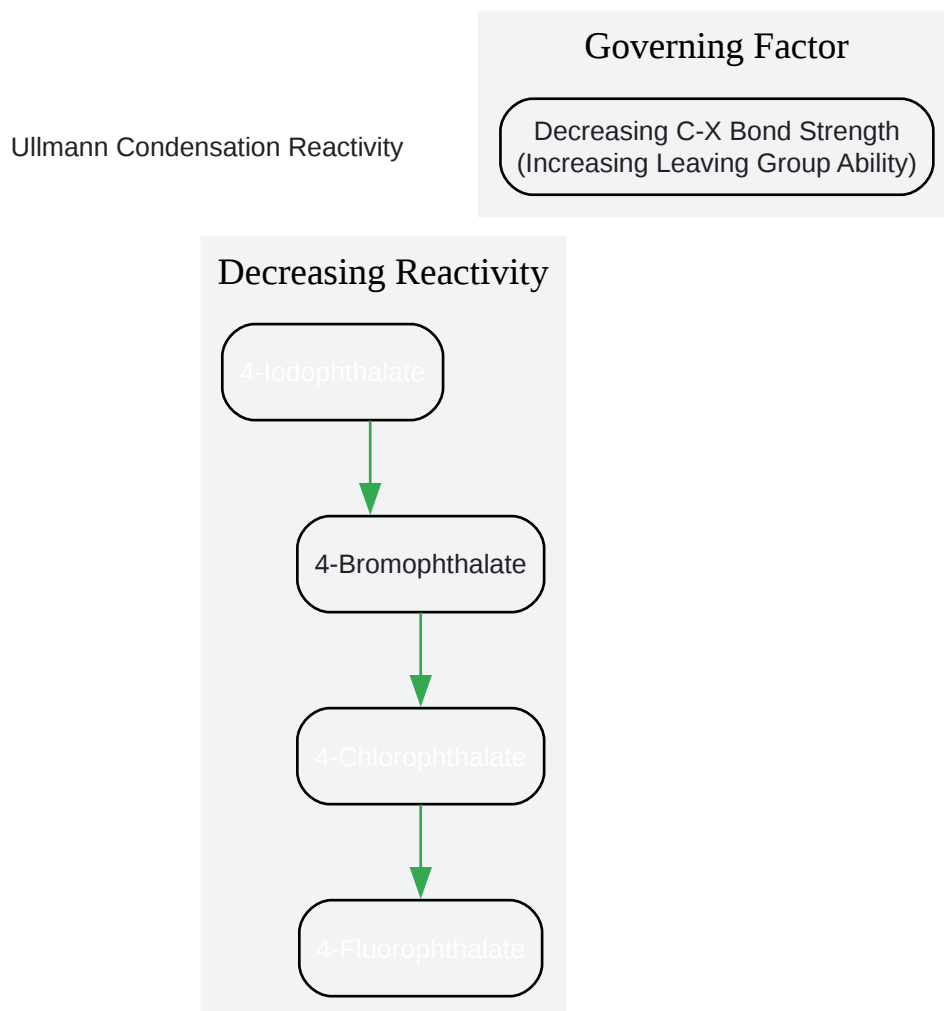 Governing Factor
Decreasing C-X Bond Strength
(Increasing Leaving Group Ability)
Ullmann Condensation Reactivity
Decreasing Reactivity
4-Iodophthalate
4-Bromophthalate
4-Chlorophthalate
4-Fluorophthalate